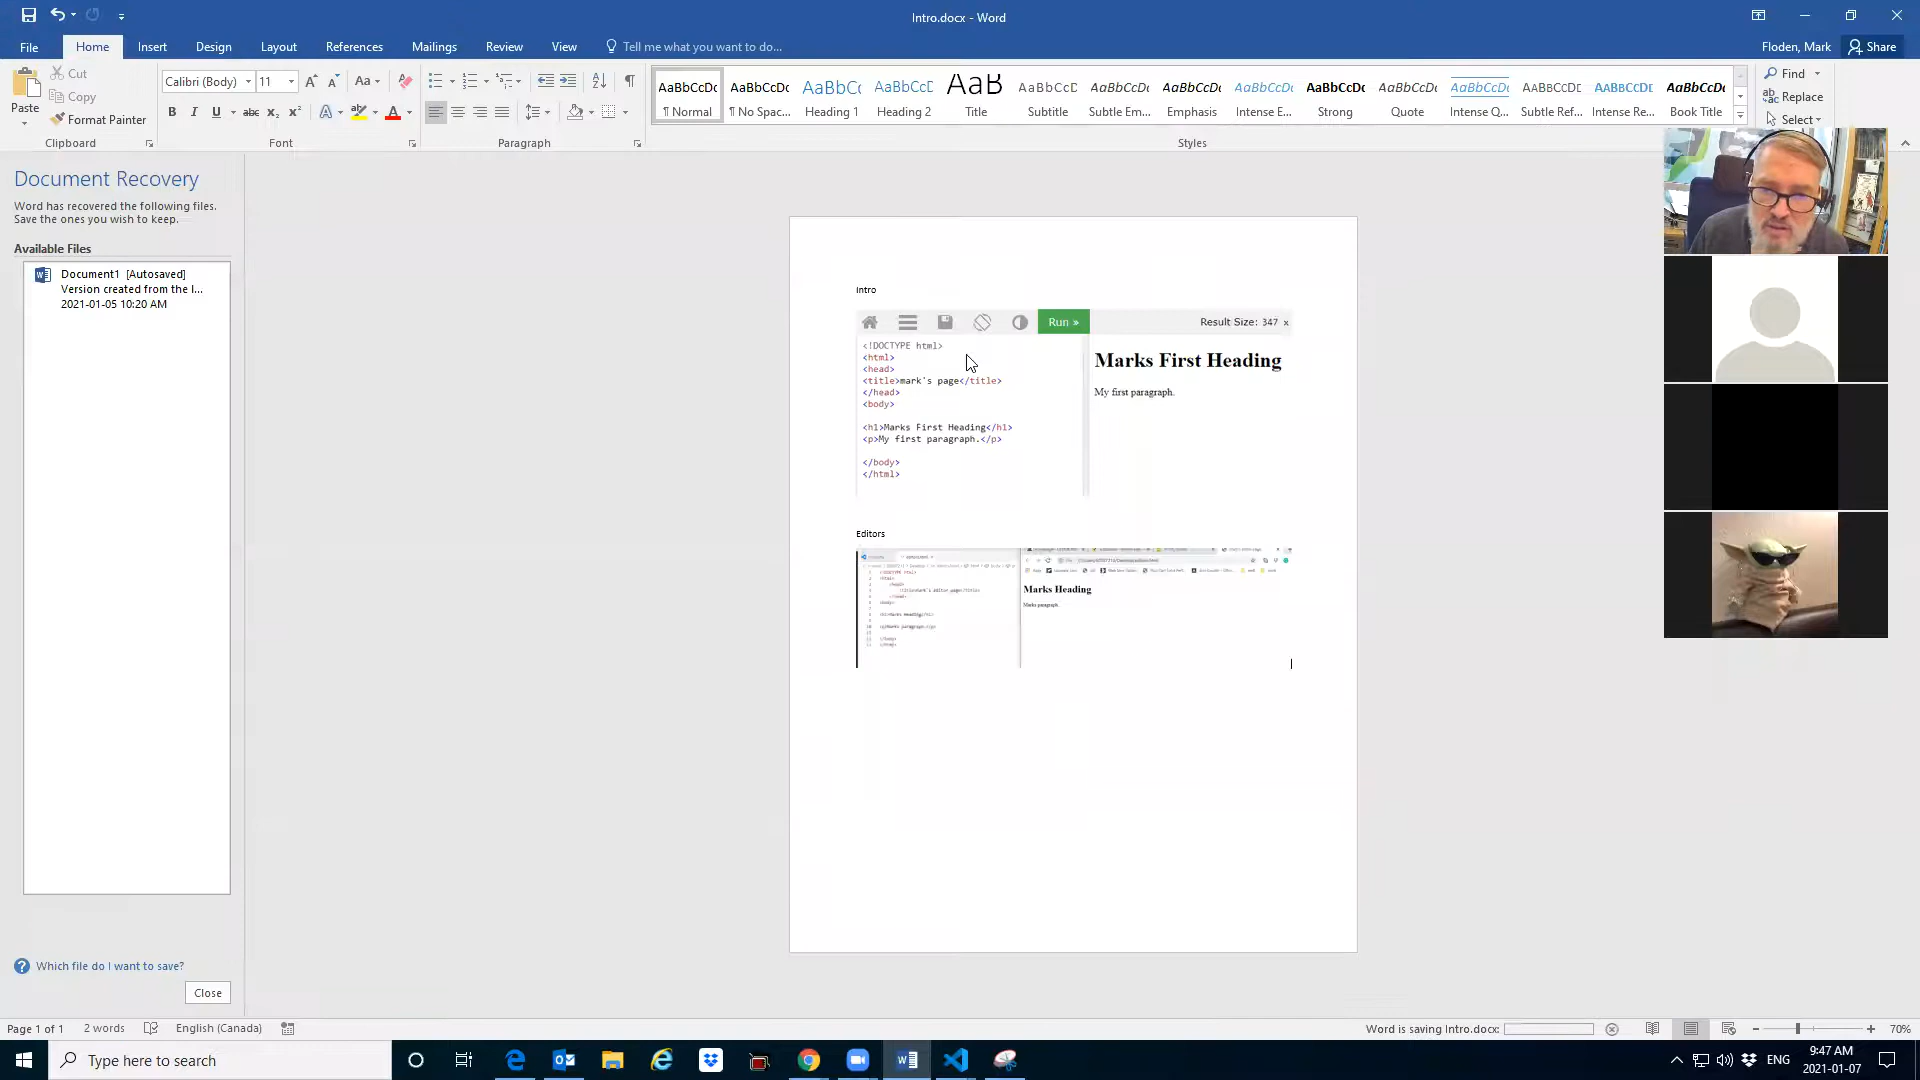 Intro.docx - Word
File Home Insert Design Layout References Mailings Review View Tell me what you want to do... Floden, Mark Share
Paste
Cut
Copy
Format Painter
Clipboard
Calibri (Body) 11
Font
Paragraph
AaBbCcDc AaBbCcDc AaBbCc AaBbCcD AaB AaBbCcD AaBbCcDc AaBbCcDc AaBbCcDc AaBbCcDc AaBbCcDc AaBbCcDc AABBCCDD AABBCCDD AaBbCcDc
¶ Normal ¶ No Spac... Heading 1 Heading 2 Title Subtitle Subtle Em... Emphasis Intense E... Strong Quote Intense Q... Subtle Ref... Intense Re... Book Title
Styles
Find
Replace
Select
Document Recovery
Word has recovered the following files.
Save the ones you wish to keep.
Available Files
Document1 [Autosaved]
Version created from the l...
2021-01-05 10:20 AM
Which file do I want to save?
Close
Intro
Run »
Result Size: 347 x
<!DOCTYPE html>
<html>
<head>
<title>mark's page</title>
</head>
<body>
<h1>Marks First Heading</h1>
<p>My first paragraph.</p>
</body>
</html>
Marks First Heading
My first paragraph.
Editors
Marks Heading
Marks paragraph.
Page 1 of 1 2 words English (Canada) Word is saving Intro.docx: 70%
Type here to search
ENG
9:47 AM
2021-01-07